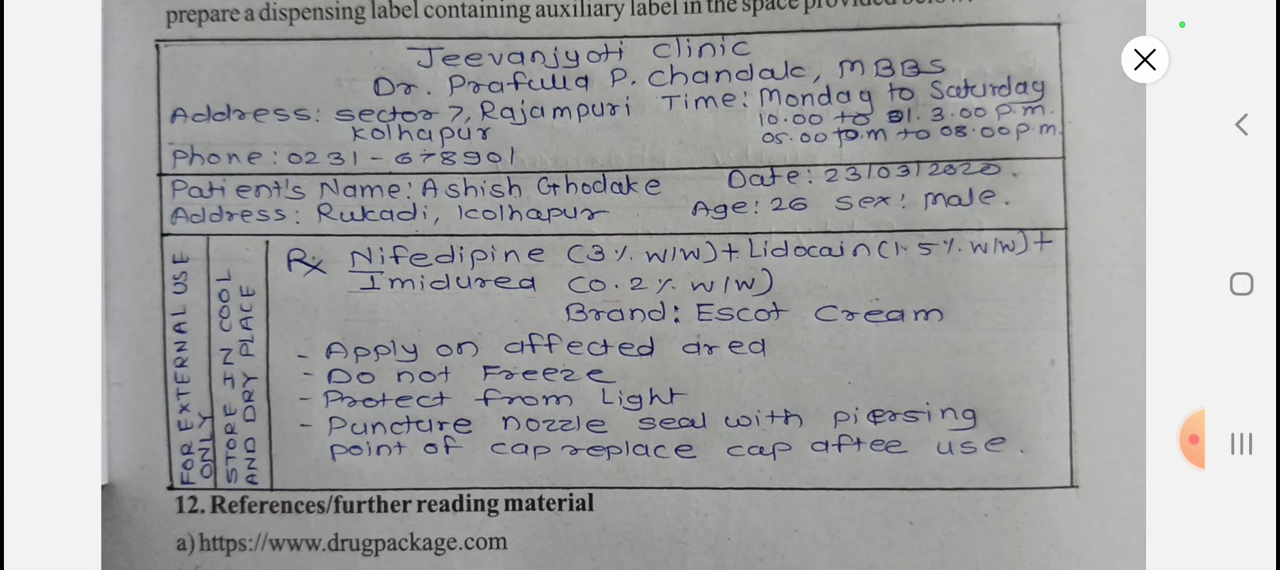 prepare a dispensing label containing auxiliary label in the space provided below.
Jeevanjyoti clinic
Dr. Prafulla P. Chandak, MBBS
Address: sector 7, Rajampuri
Kolhapur
Time: Monday to Saturday
10.00 to 3.00 p.m.
05.00 to 08.00 p.m.
Phone: 0231-678901
Patient's Name: Ashish Ghodake
Date: 23/03/2020.
Address: Rukadi, Kolhapur
Age: 26 sex: male.
FOR EXTERNAL USE
ONLY
STORE IN COOL
AND DRY PLACE
Rx Nifedipine (3% w/w) + Lidocain (1.5% w/w) +
Imidured (0.2% w/w)
Brand: Escot Cream
- Apply on affected area
- Do not Freeze
- Protect from Light
- Puncture nozzle seal with piersing
point of cap replace cap aftee use.
12. References/further reading material
a) https://www.drugpackage.com